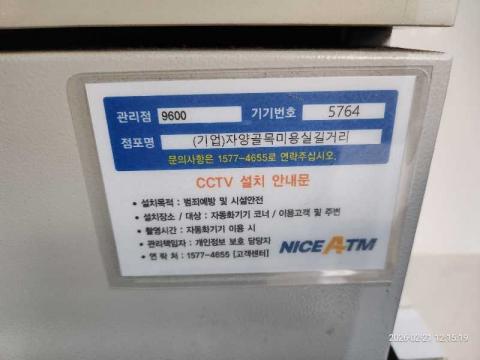 관리점 9600 기기번호 5764
점포명 (기업)자양골목미용실길거리
문의사항은 1577-4655로 연락주십시오.
CCTV 설치 안내문
• 설치목적 : 범죄예방 및 시설안전
• 설치장소 / 대상 : 자동화기기 코너 / 이용고객 및 주변
• 촬영시간 : 자동화기기 이용 시
• 관리책임자 : 개인정보 보호 담당자
• 연 락 처 : 1577-4655 [고객센터]
NICE ATM
2026-02-21 12:15:19